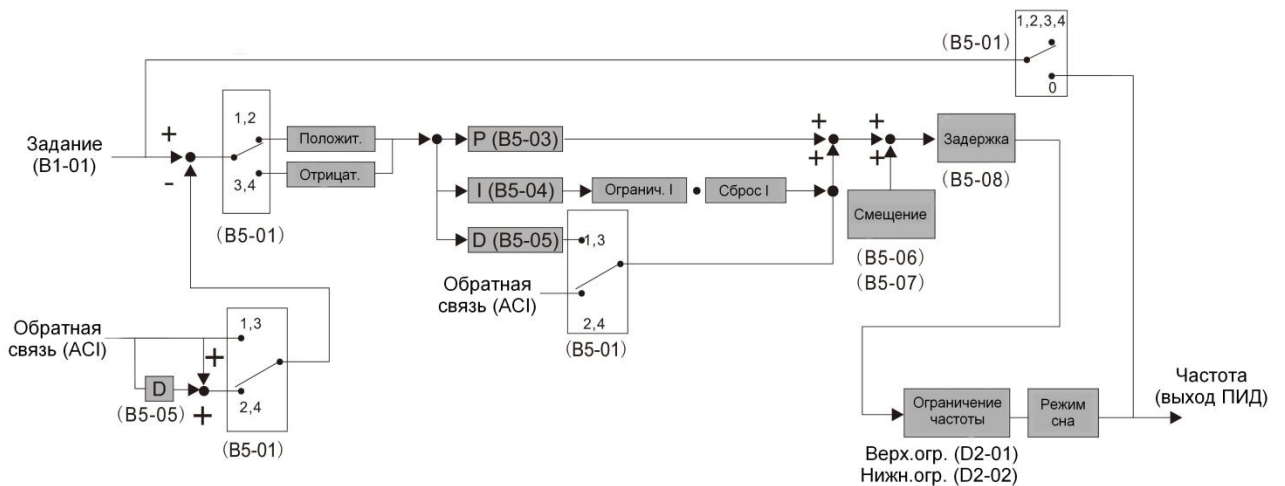 1,2,3,4
(B5-01)
0
Задание
(B1-01)
+
-
1,2
3,4
(B5-01)
Положит.
Отрицат.
P (B5-03)
I (B5-04)
Огранич. I
Сброс I
D (B5-05)
1,3
2,4
(B5-01)
Обратная
связь (ACI)
+
+
+
+
Задержка
(B5-08)
Смещение
(B5-06)
(B5-07)
Обратная
связь (ACI)
1,3
+
D
(B5-05)
+
2,4
(B5-01)
Ограничение
частоты
Режим
сна
Верх.огр. (D2-01)
Нижн.огр. (D2-02)
Частота
(выход ПИД)